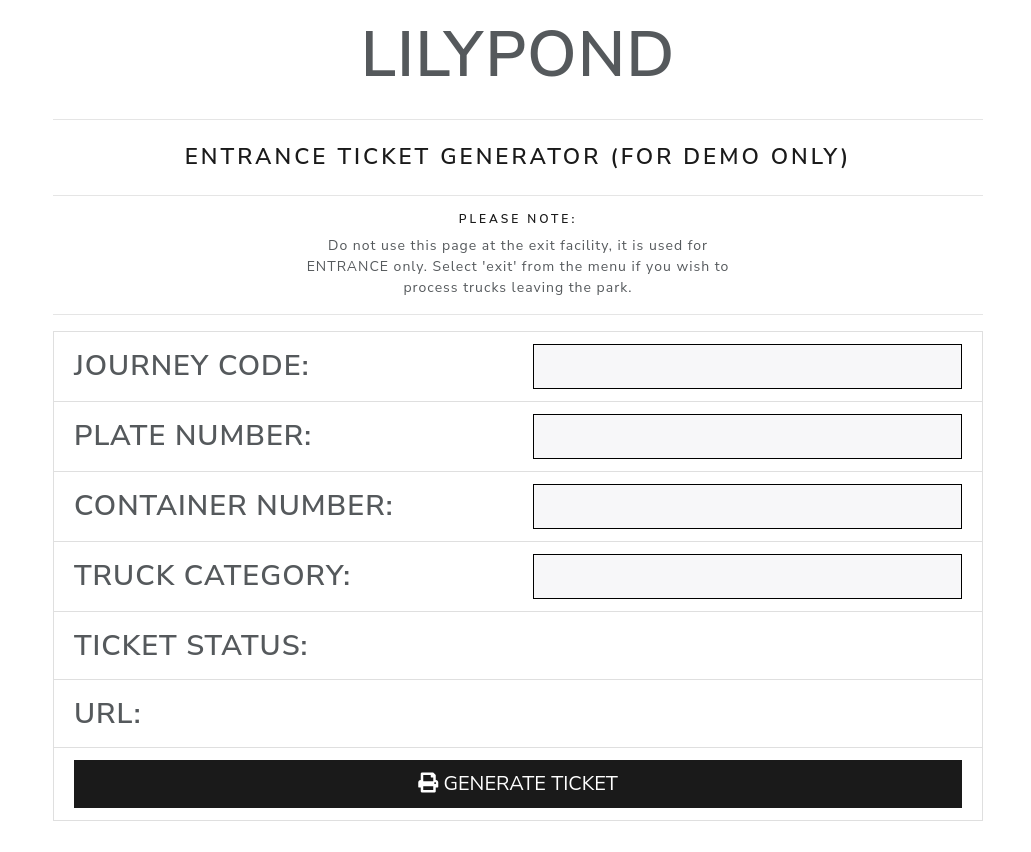 LILYPOND
ENTRANCE TICKET GENERATOR (FOR DEMO ONLY)
PLEASE NOTE:
Do not use this page at the exit facility, it is used for
ENTRANCE only. Select 'exit' from the menu if you wish to
process trucks leaving the park.
JOURNEY CODE:
PLATE NUMBER:
CONTAINER NUMBER:
TRUCK CATEGORY:
TICKET STATUS:
URL:
GENERATE TICKET